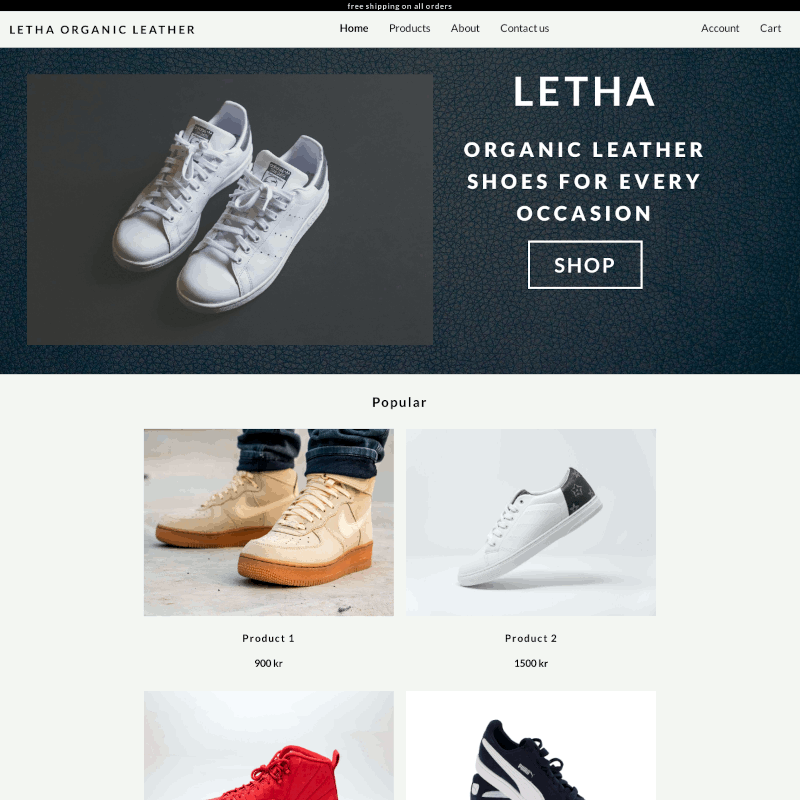 free shipping on all orders
LETHA ORGANIC LEATHER
Home Products About Contact us
Account Cart
LETHA
ORGANIC LEATHER
SHOES FOR EVERY
OCCASION
SHOP
Popular
Product 1
900 kr
Product 2
1500 kr
PUMA